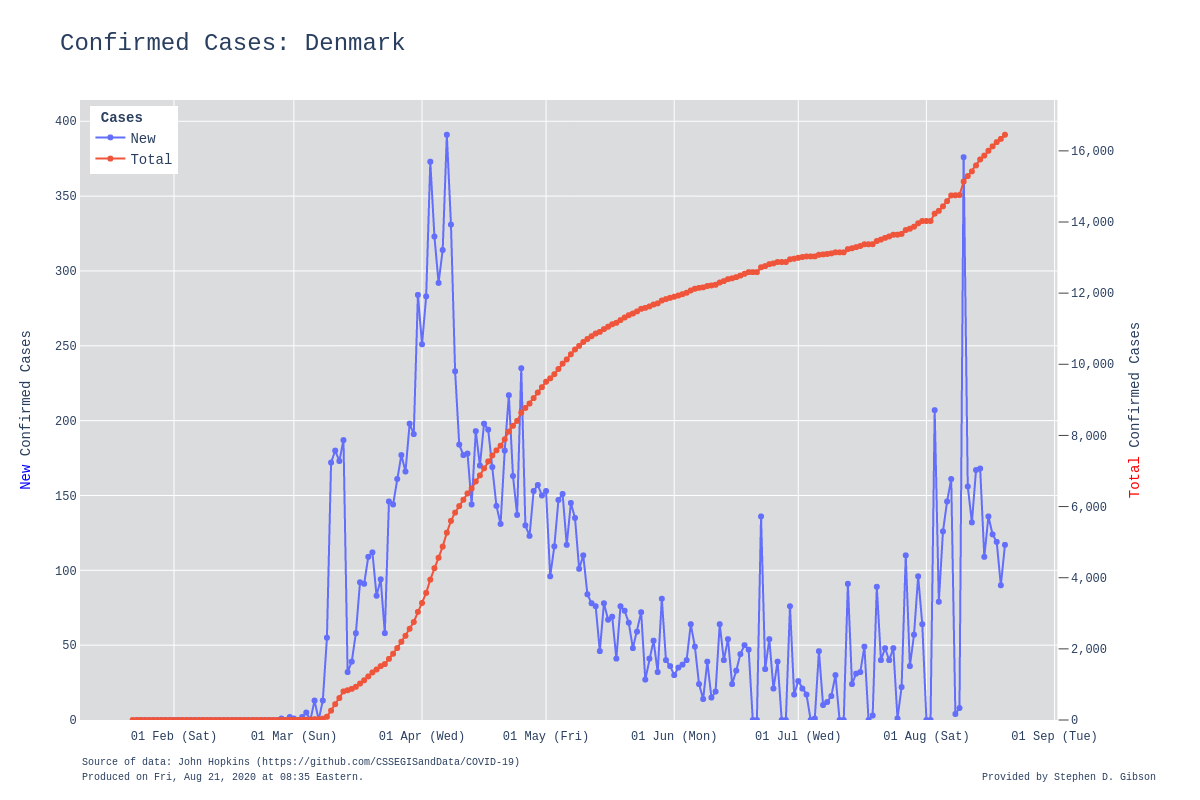 Confirmed Cases: Denmark
Cases
New
Total
400
350
300
250
200
150
100
50
0
New Confirmed Cases
16,000
14,000
12,000
10,000
8,000
6,000
4,000
2,000
0
Total Confirmed Cases
01 Feb (Sat) 01 Mar (Sun) 01 Apr (Wed) 01 May (Fri) 01 Jun (Mon) 01 Jul (Wed) 01 Aug (Sat) 01 Sep (Tue)
Source of data: John Hopkins (https://github.com/CSSEGISandData/COVID-19)
Produced on Fri, Aug 21, 2020 at 08:35 Eastern.
Provided by Stephen D. Gibson